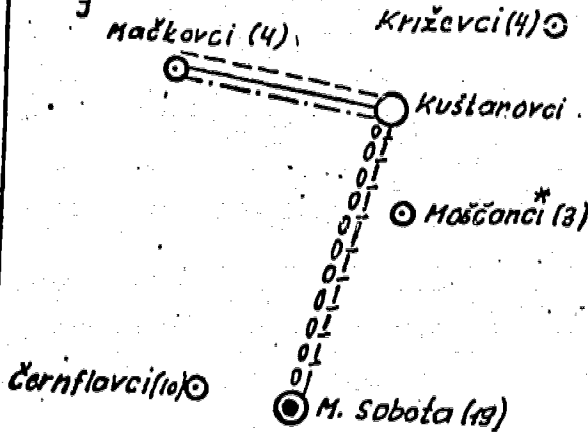 Mačkovci (4)
Križevci (4)
Kuštanovci
Moščanci* (3)
Černflavci (10)
M. Sobota (19)